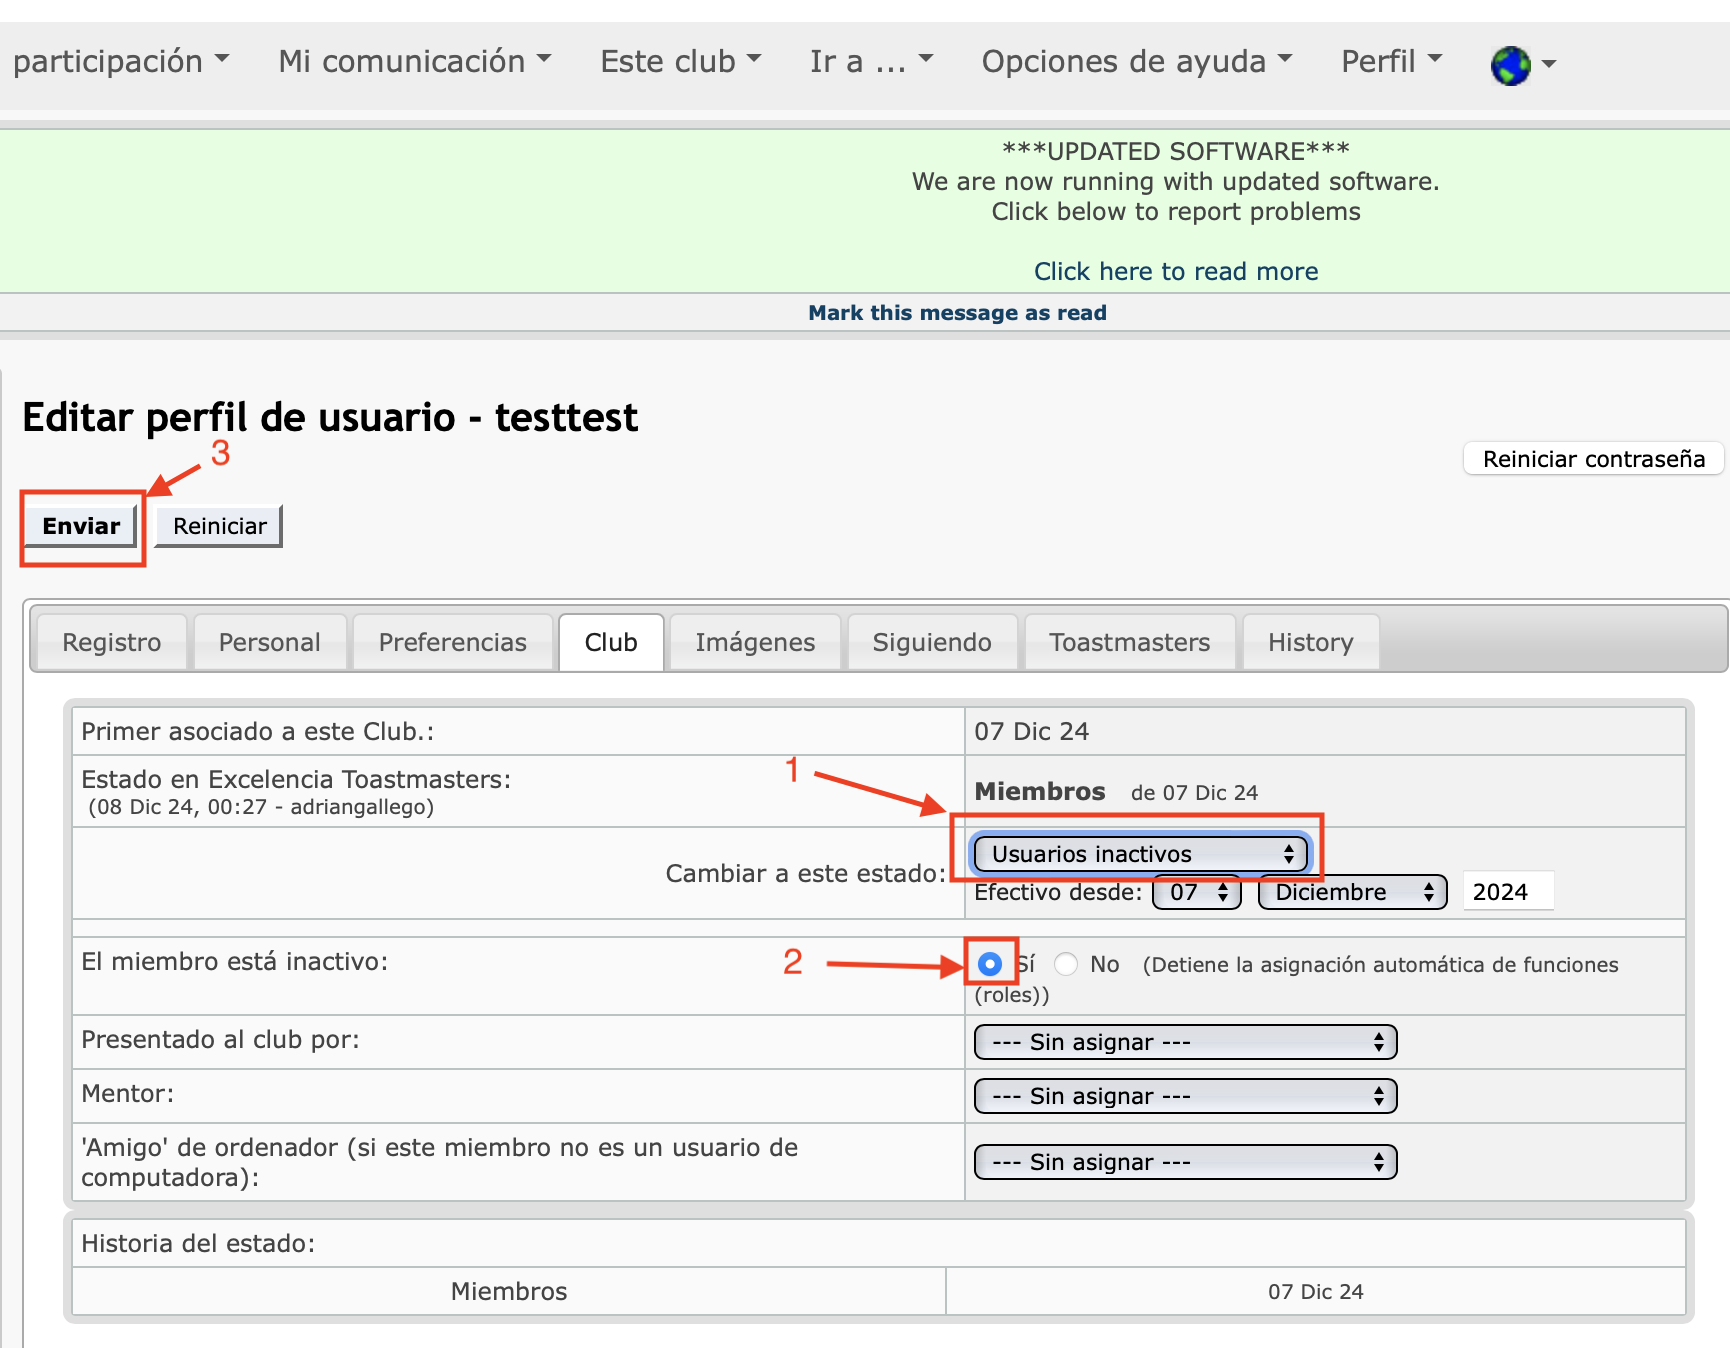 participación Mi comunicación Este club Ir a ... Opciones de ayuda Perfil
***UPDATED SOFTWARE***
We are now running with updated software.
Click below to report problems
Click here to read more
Mark this message as read
Editar perfil de usuario - testtest
3
Reiniciar contraseña
Enviar Reiniciar
Registro Personal Preferencias Club Imágenes Siguiendo Toastmasters History
Primer asociado a este Club.: 07 Dic 24
1
Estado en Excelencia Toastmasters:
(08 Dic 24, 00:27 - adriangallego)
Miembros de 07 Dic 24
Cambiar a este estado: Usuarios inactivos
Efectivo desde: 07 Diciembre 2024
El miembro está inactivo: 2 Sí No (Detiene la asignación automática de funciones
(roles))
Presentado al club por: --- Sin asignar ---
Mentor: --- Sin asignar ---
'Amigo' de ordenador (si este miembro no es un usuario de
computadora): --- Sin asignar ---
Historia del estado:
Miembros 07 Dic 24